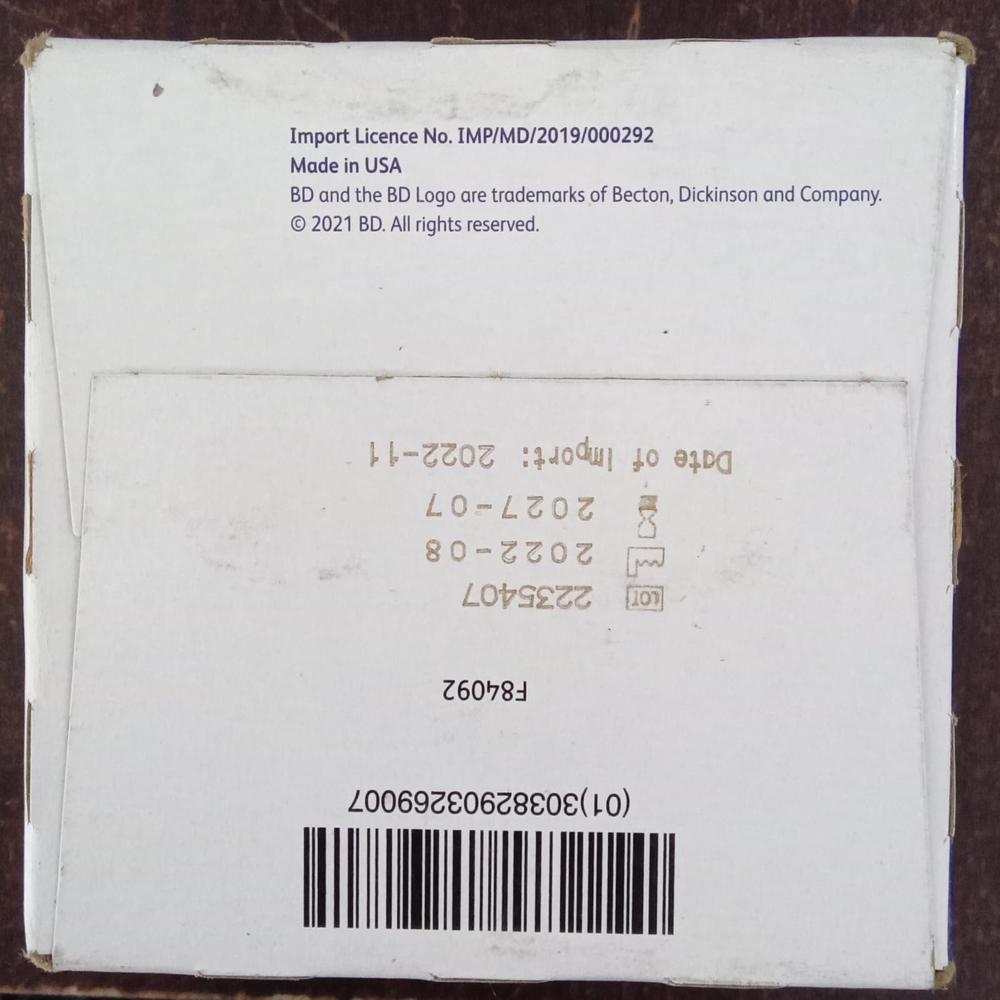 Import Licence No. IMP/MD/2019/000292
Made in USA
BD and the BD Logo are trademarks of Becton, Dickinson and Company.
© 2021 BD. All rights reserved.
(01)30382903269007
F84092
LOT 2235407
2022-08
2027-07
Date of Import: 2022-11